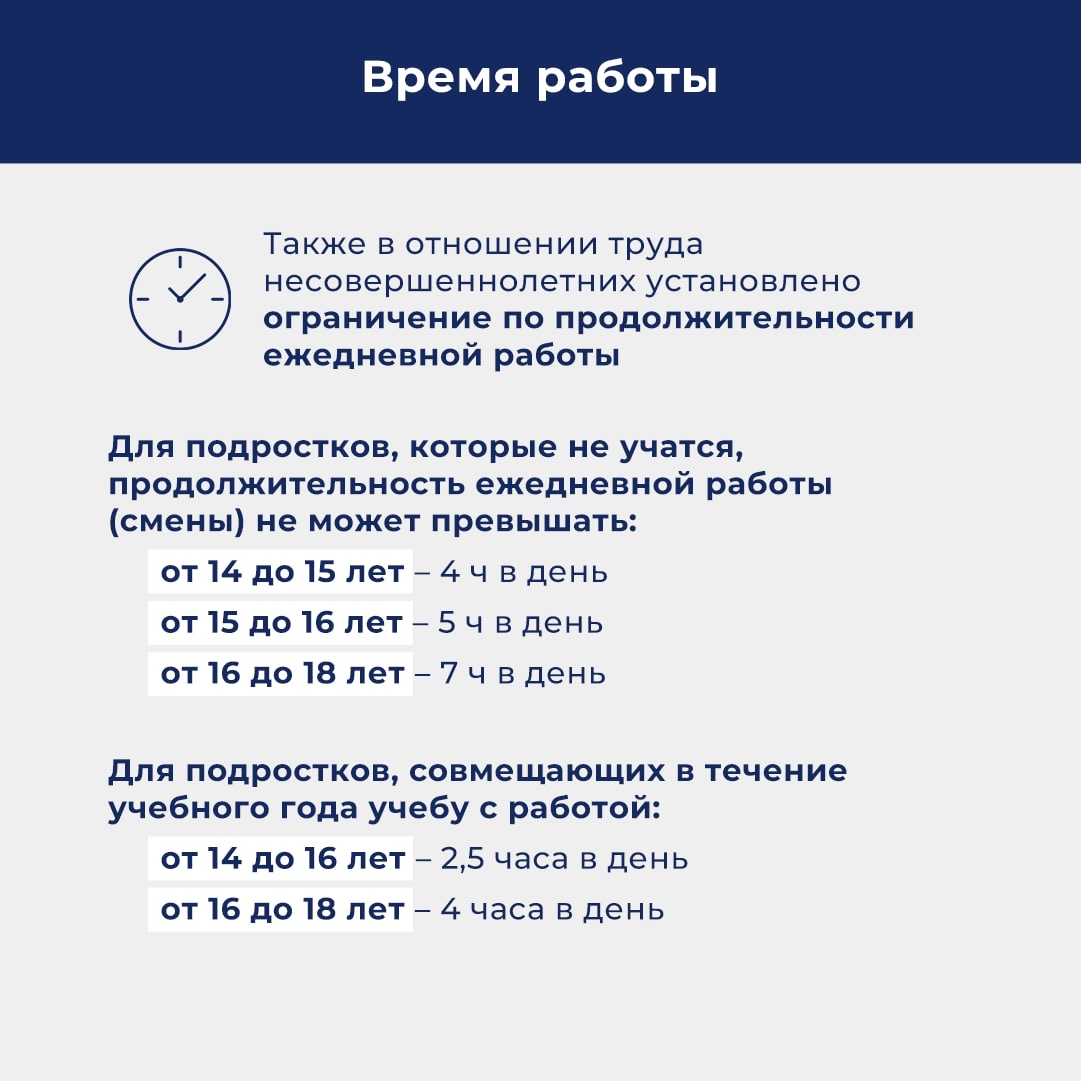 Время работы
Также в отношении труда
несовершеннолетних установлено
ограничение по продолжительности
ежедневной работы
Для подростков, которые не учатся,
продолжительность ежедневной работы
(смены) не может превышать:
от 14 до 15 лет – 4 ч в день
от 15 до 16 лет – 5 ч в день
от 16 до 18 лет – 7 ч в день
Для подростков, совмещающих в течение
учебного года учебу с работой:
от 14 до 16 лет – 2,5 часа в день
от 16 до 18 лет – 4 часа в день